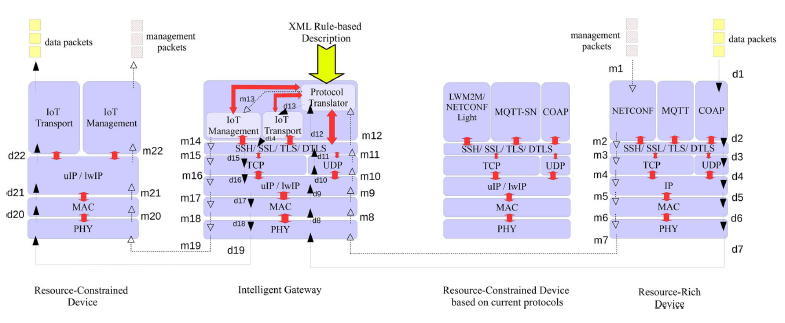 XML Rule-based
Description
data packets
management
packets
management
packets
data packets
m1
d1
IoT
Transport
IoT
Management
Protocol
Translator
m13
d13
IoT
Management
IoT
Transport
d12
m12
LWM2M/
NETCONF
Light
MQTT-SN
COAP
NETCONF
MQTT
COAP
d22
m22
m14
d14
SSH/ SSL/ TLS/ DTLS
m15
d15
TCP
d11
UDP
m11
m16
d16
d10
m10
SSH/ SSL/ TLS/ DTLS
TCP
UDP
m2
SSH/ SSL/ TLS/ DTLS
d2
m3
TCP
UDP
d3
m4
d4
uIP / lwIP
d21
m21
uIP / lwIP
d9
m9
uIP / lwIP
IP
m5
d5
MAC
d20
m20
m17
d17
MAC
d8
m8
MAC
MAC
m6
d6
PHY
m18
d18
PHY
PHY
PHY
m7
d7
m19
d19
Resource-Constrained
Device
Intelligent Gateway
Resource-Constrained Device
based on current protocols
Resource-Rich
Device